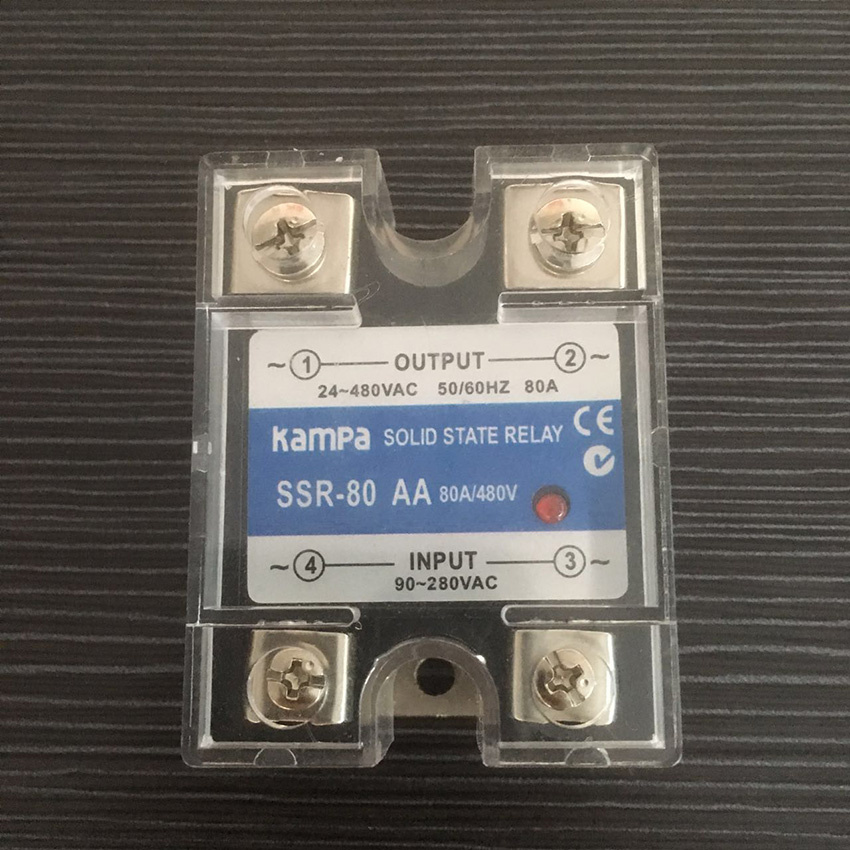 ~ 1 OUTPUT 2 ~
24~480VAC 50/60HZ 80A
Kampa SOLID STATE RELAY CE
SSR-80 AA 80A/480V
~ 4 INPUT 3 ~
90~280VAC